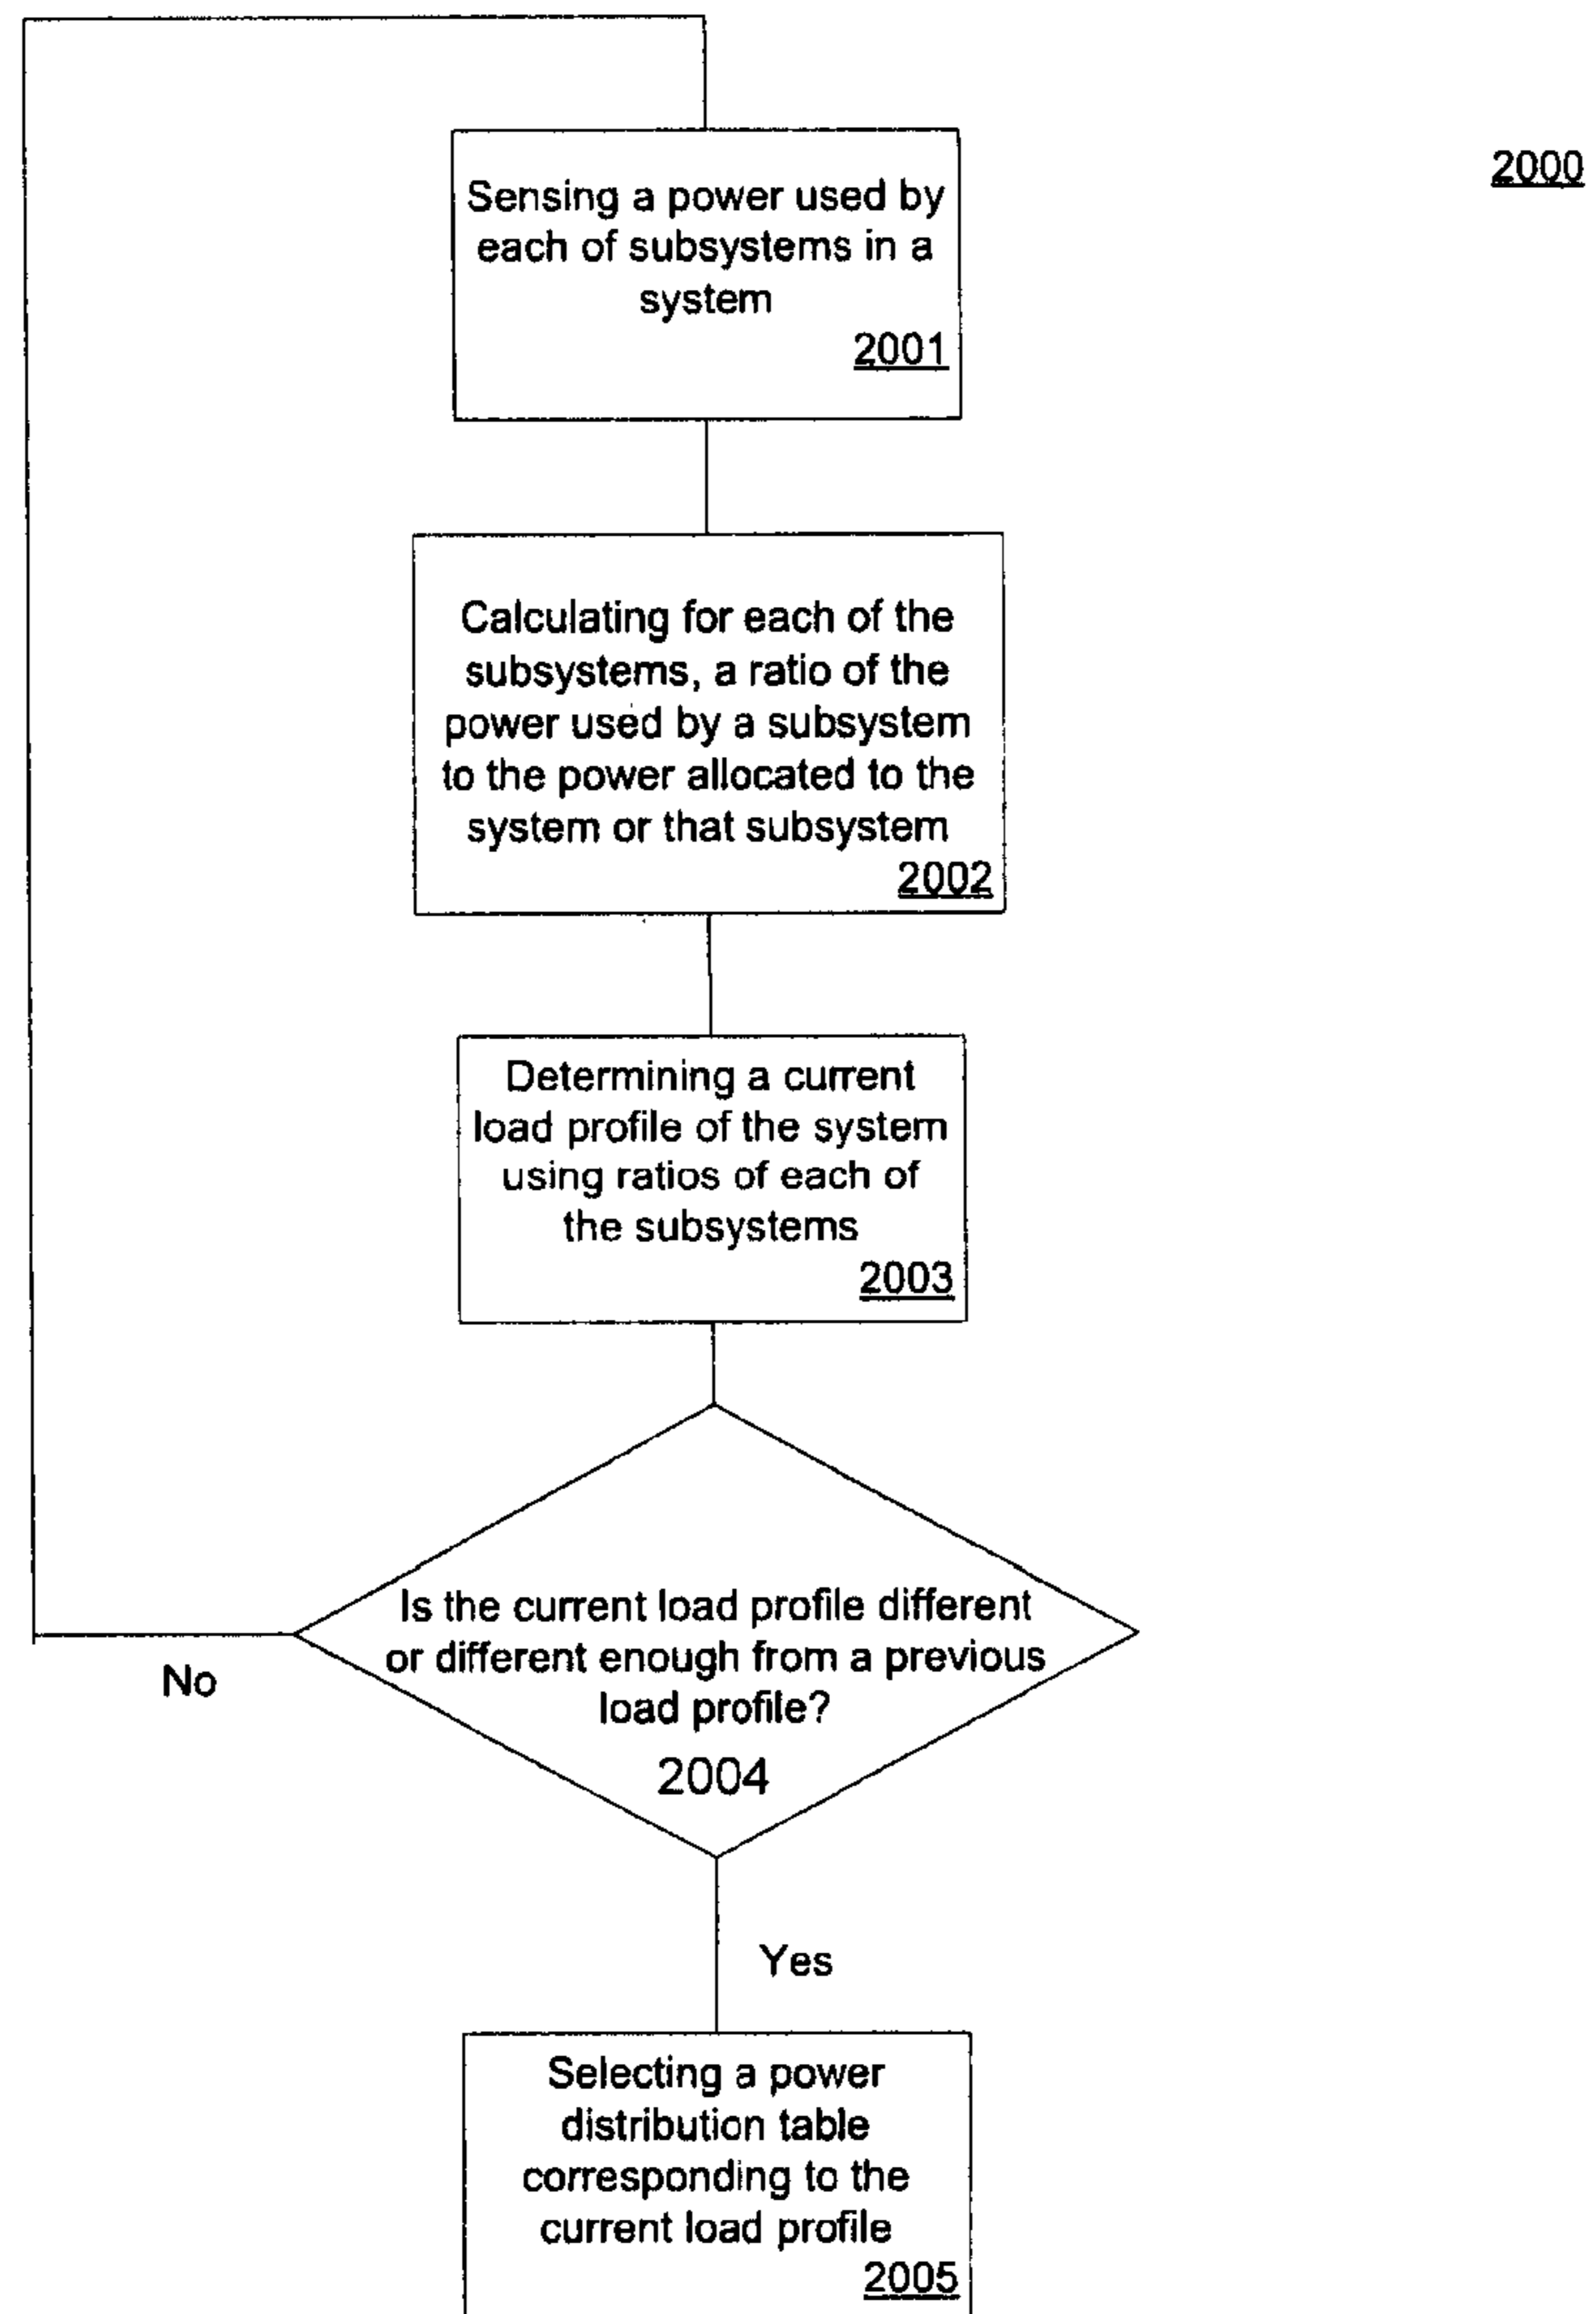 2000
Sensing a power used by
each of subsystems in a
system
2001
Calculating for each of the
subsystems, a ratio of the
power used by a subsystem
to the power allocated to the
system or that subsystem
2002
Determining a current
load profile of the system
using ratios of each of
the subsystems
2003
Is the current load profile different
or different enough from a previous
load profile?
2004
No
Yes
Selecting a power
distribution table
corresponding to the
current load profile
2005